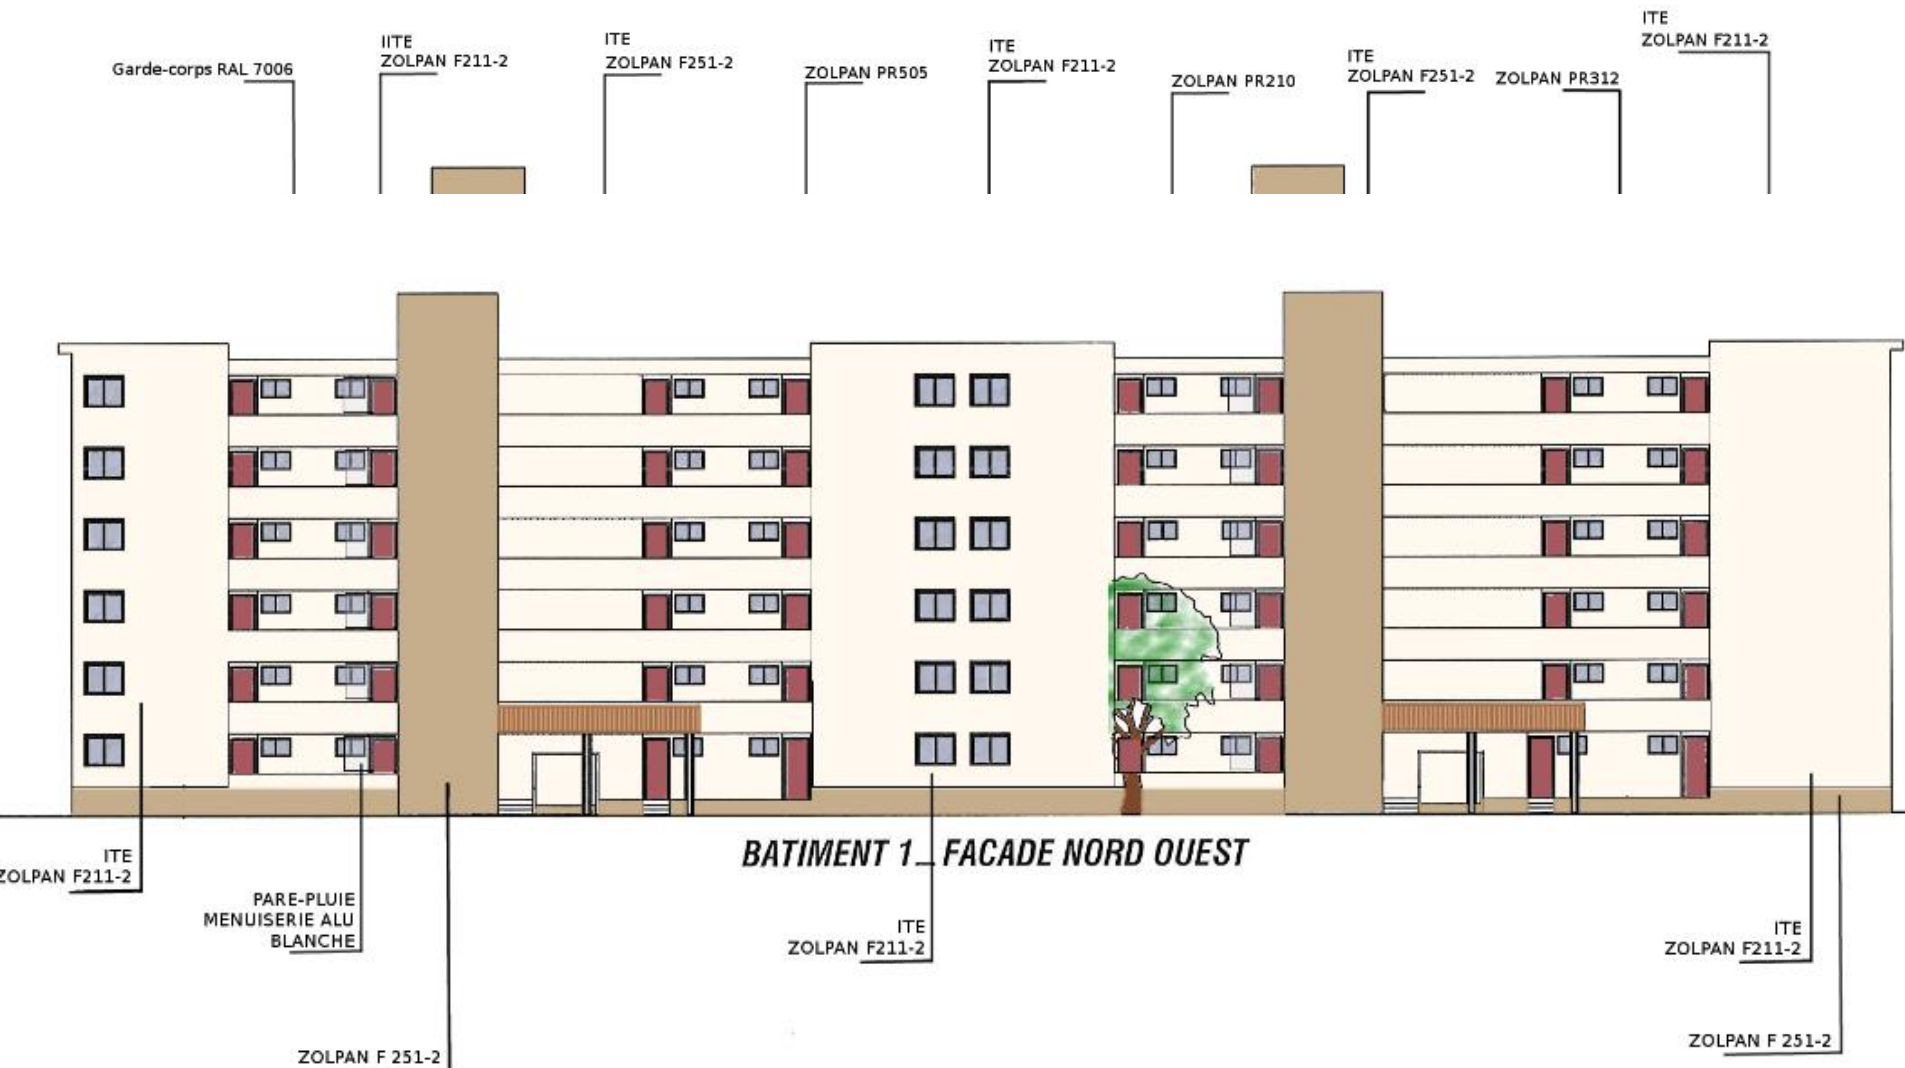 Garde-corps RAL 7006
IITE
ZOLPAN F211-2
ITE
ZOLPAN F251-2
ZOLPAN PR505
ITE
ZOLPAN F211-2
ZOLPAN PR210
ITE
ZOLPAN F251-2
ZOLPAN PR312
ITE
ZOLPAN F211-2
BATIMENT 1_ FACADE NORD OUEST
ITE
ZOLPAN F211-2
PARE-PLUIE
MENUISERIE ALU
BLANCHE
ITE
ZOLPAN F211-2
ITE
ZOLPAN F211-2
ZOLPAN F 251-2
ZOLPAN F 251-2